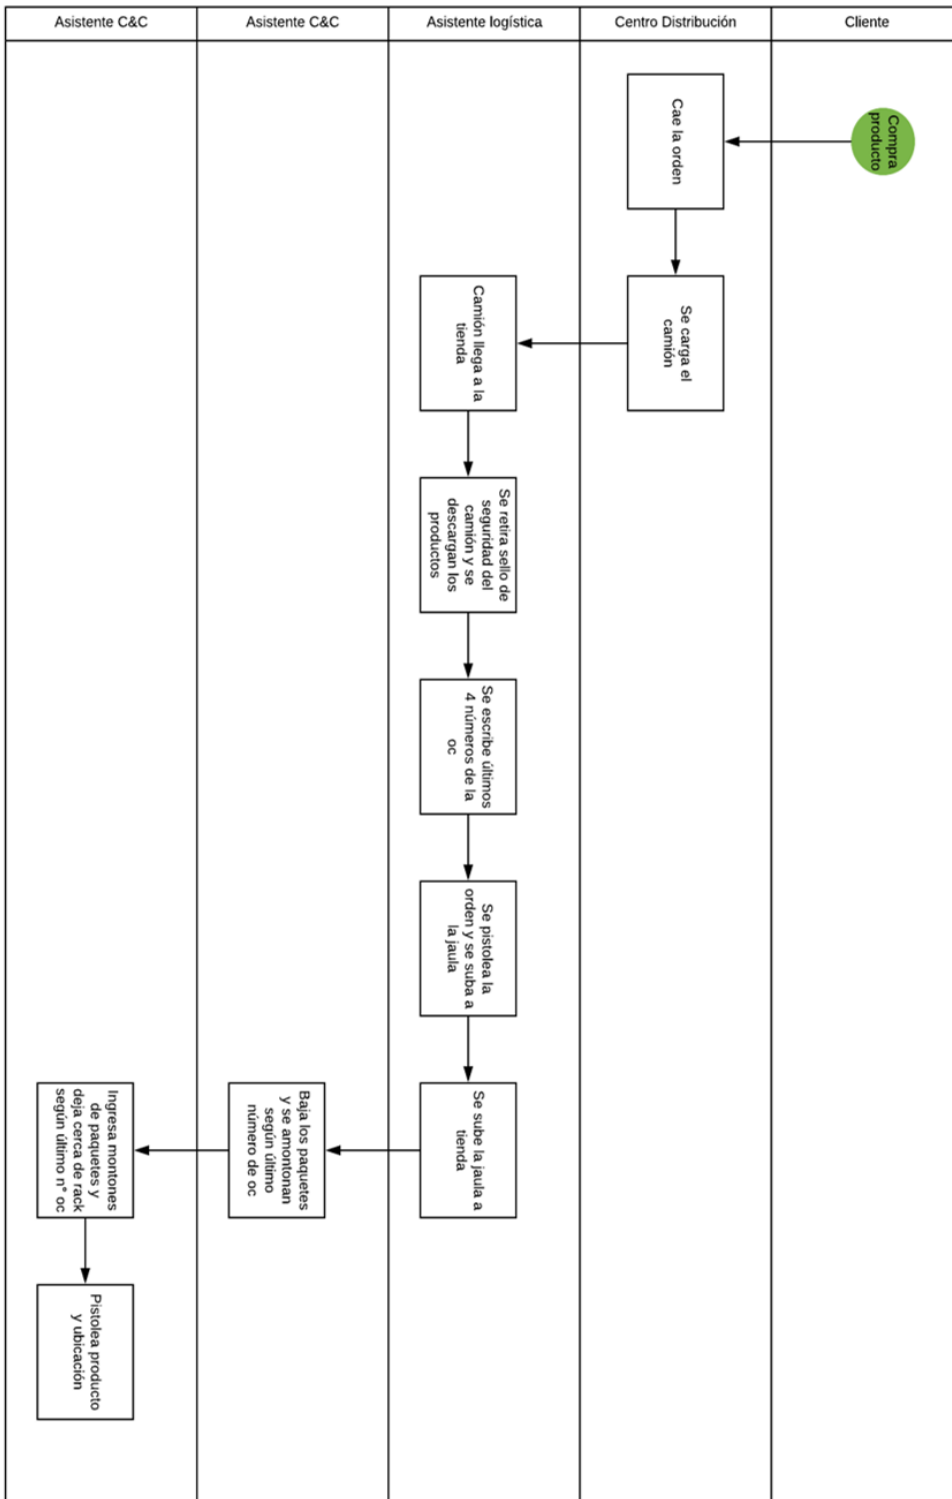 Asistente C&C
Asistente C&C
Asistente logística
Centro Distribución
Cliente
Compra
producto
Cae la orden
Se carga el
camión
Camión llega a la
tienda
Se retira sello de
seguridad del
camión y se
descargan los
productos
Se escribe últimos
4 números de la
oc
Se pistolea la
orden y se suba a
la jaula
Se sube la jaula a
tienda
Baja los paquetes
y se amontonan
según último
número de oc
Ingresa montones
de paquetes y
deja cerca de rack
según último n° oc
Pistolea producto
y ubicación